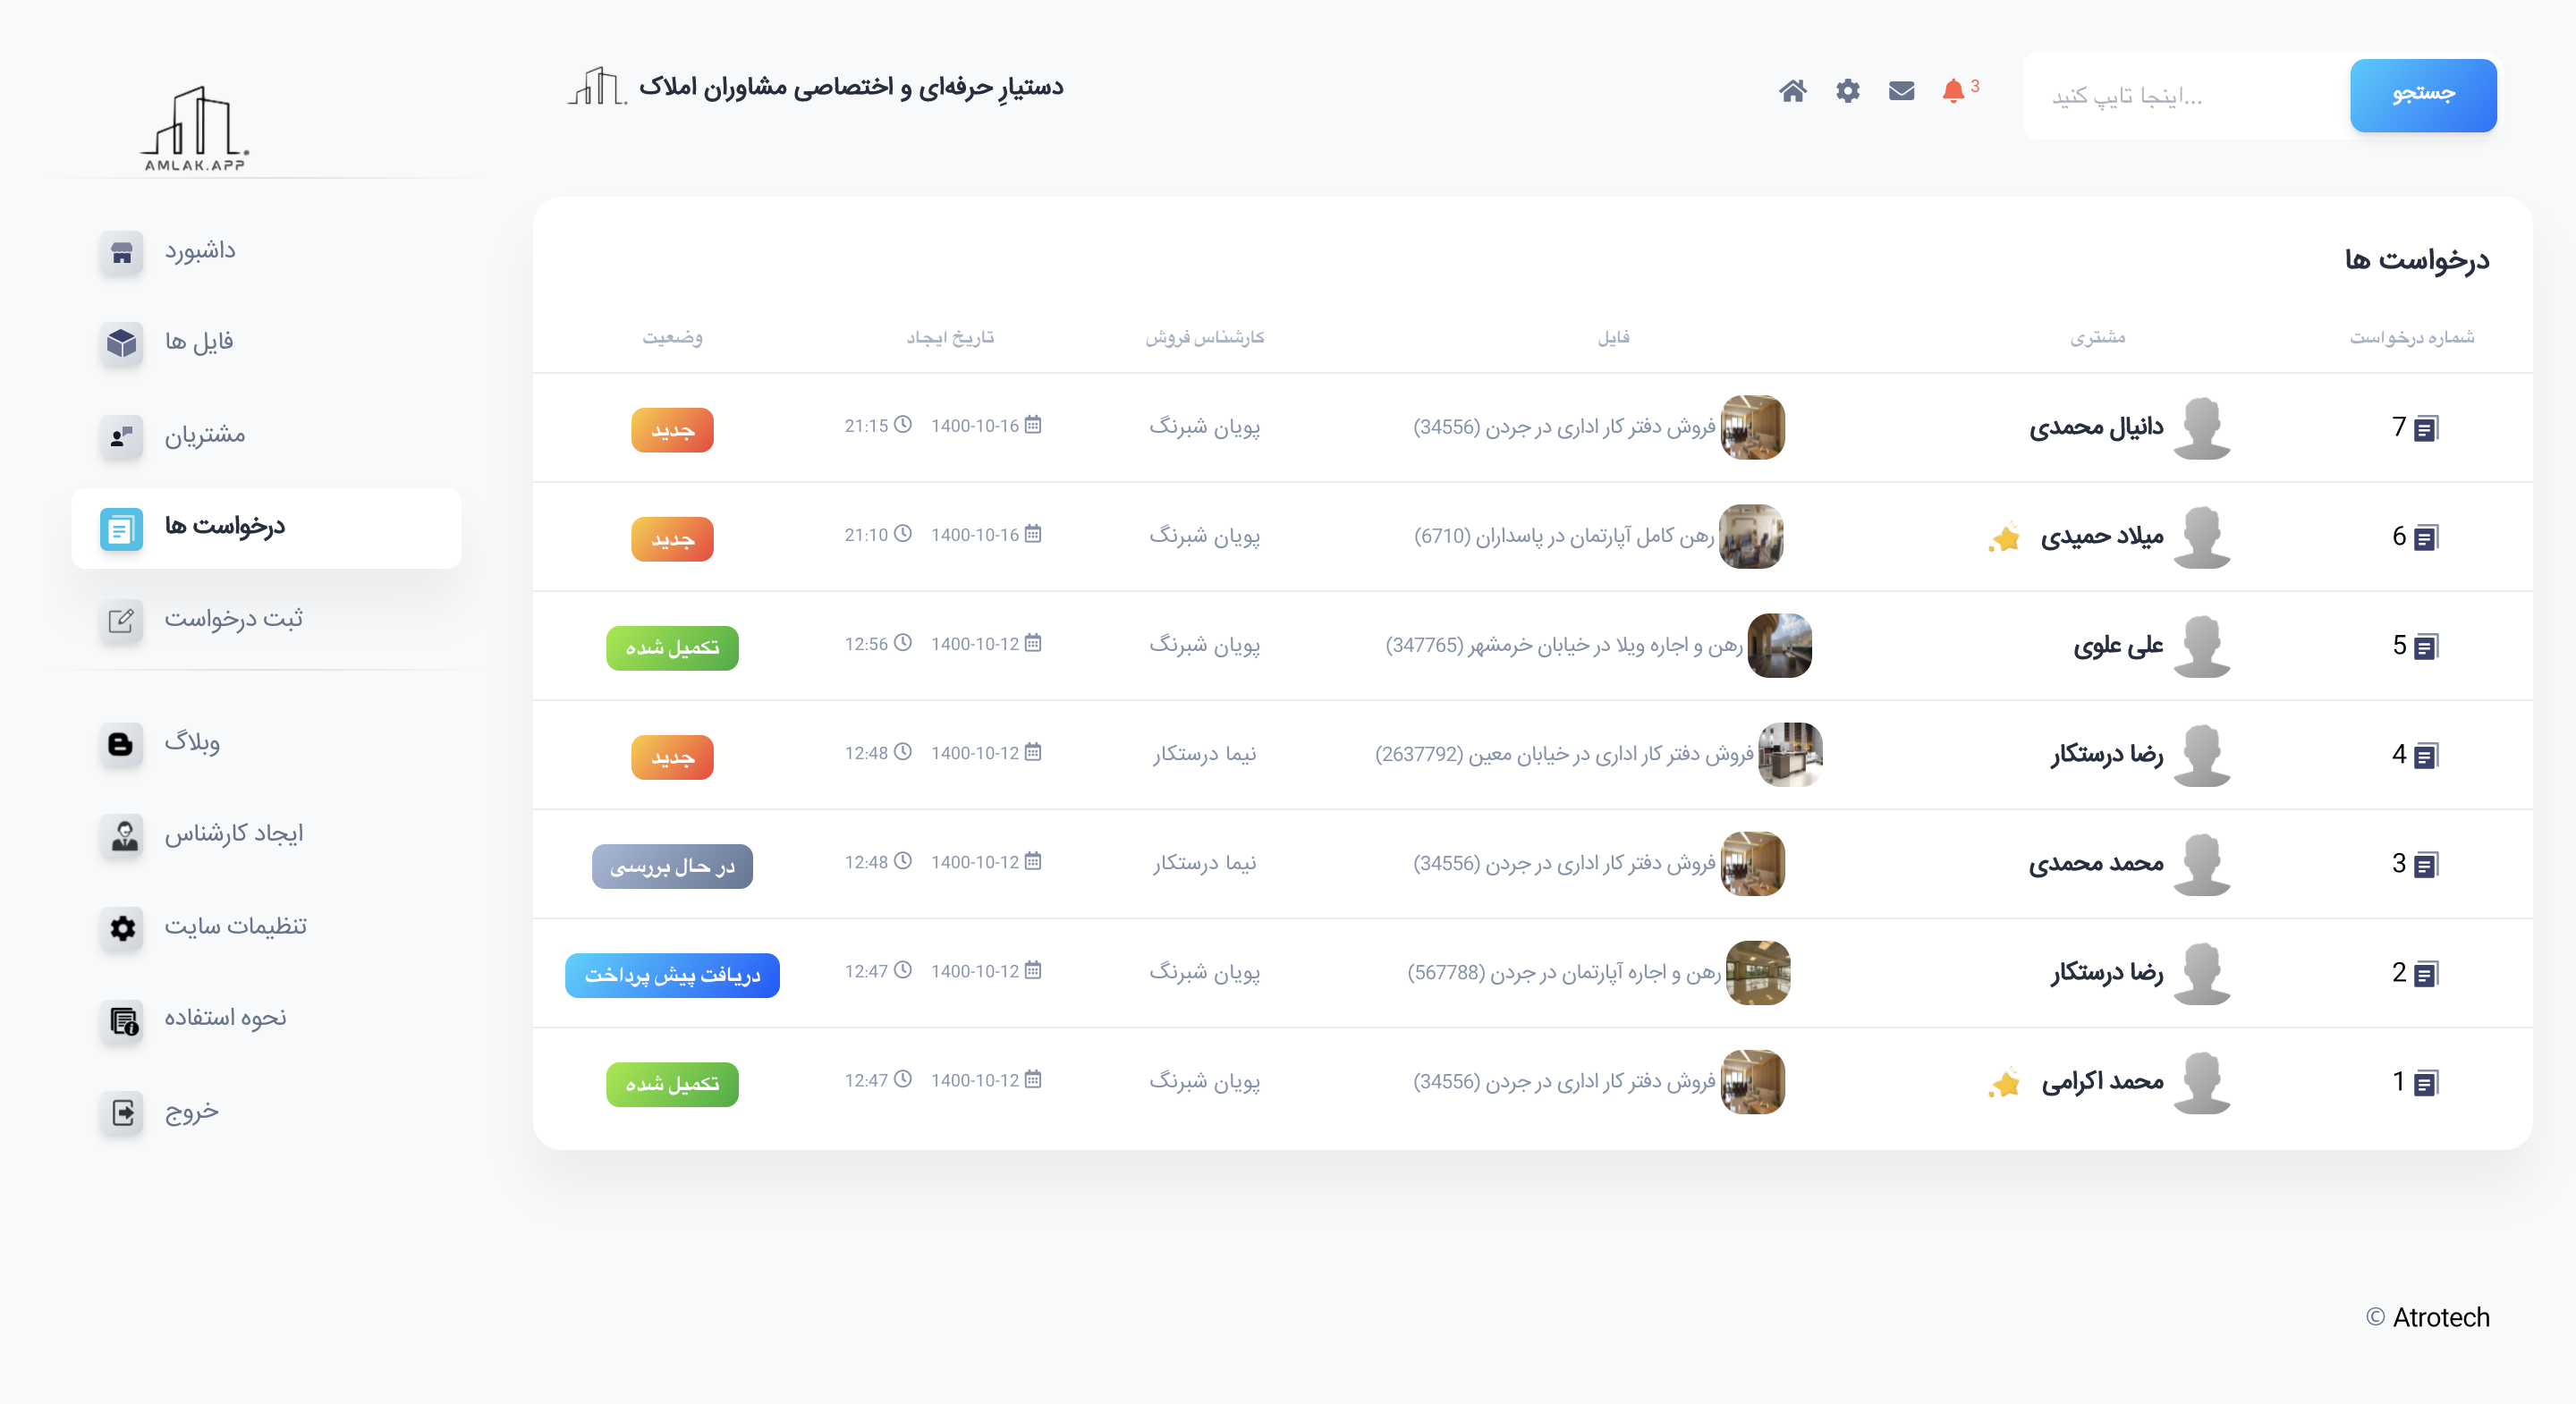 جستجو
اینجا تایپ کنید...
3
دستیارِ حرفه‌ای و اختصاصی مشاوران املاک
AMLAK.APP
داشبورد
فایل ها
مشتریان
درخواست ها
ثبت درخواست
وبلاگ
ایجاد کارشناس
تنظیمات سایت
نحوه استفاده
خروج
درخواست ها
شماره درخواست مشتری فایل کارشناس فروش تاریخ ایجاد وضعیت
7 دانیال محمدی فروش دفتر کار اداری در جردن (34556) پویان شبرنگ 1400-10-16 21:15 جدید
6 میلاد حمیدی رهن کامل آپارتمان در پاسداران (6710) پویان شبرنگ 1400-10-16 21:10 جدید
5 علی علوی رهن و اجاره ویلا در خیابان خرمشهر (347765) پویان شبرنگ 1400-10-12 12:56 تکمیل شده
4 رضا درستکار فروش دفتر کار اداری در خیابان معین (2637792) نیما درستکار 1400-10-12 12:48 جدید
3 محمد محمدی فروش دفتر کار اداری در جردن (34556) نیما درستکار 1400-10-12 12:48 در حال بررسی
2 رضا درستکار رهن و اجاره آپارتمان در جردن (567788) پویان شبرنگ 1400-10-12 12:47 دریافت پیش پرداخت
1 محمد اکرامی فروش دفتر کار اداری در جردن (34556) پویان شبرنگ 1400-10-12 12:47 تکمیل شده
© Atrotech